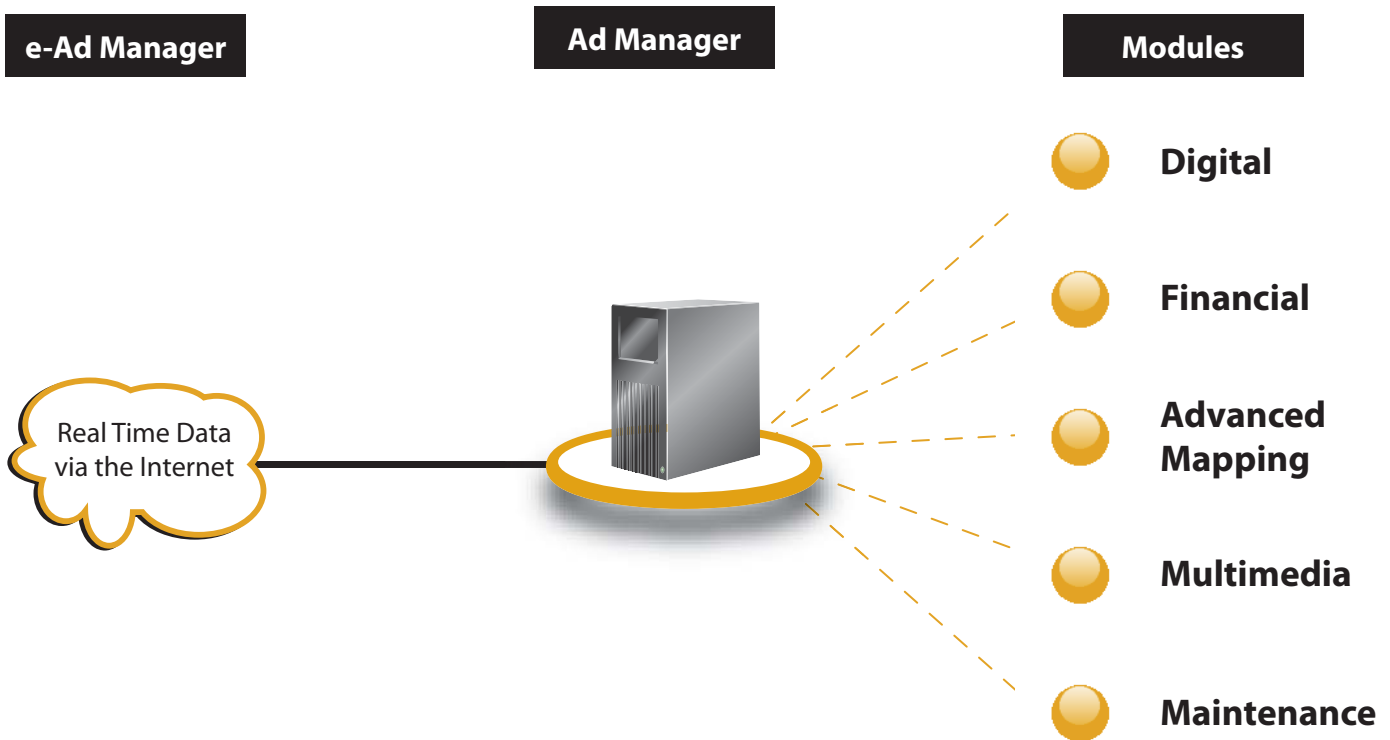 e-Ad Manager
Ad Manager
Modules
Digital
Financial
Advanced
Mapping
Real Time Data
via the Internet
Multimedia
Maintenance